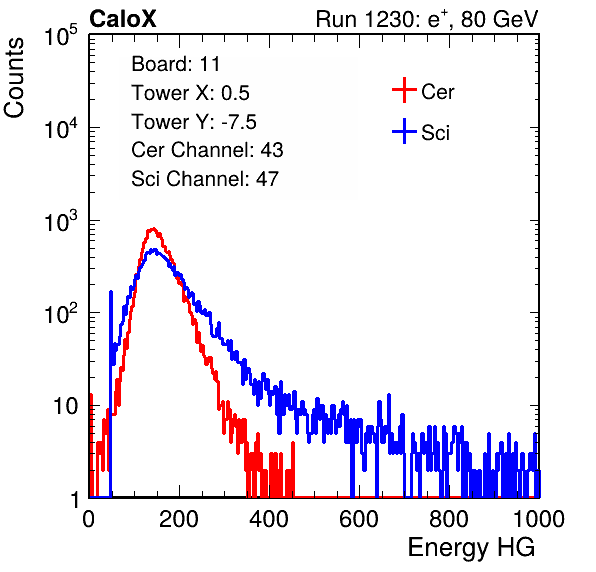 CaloX Run 1230: e⁺, 80 GeV
Counts
10⁵
10⁴
10³
10²
10
1
Board: 11
Tower X: 0.5
Tower Y: -7.5
Cer Channel: 43
Sci Channel: 47
Cer
Sci
0 200 400 600 800 1000
Energy HG